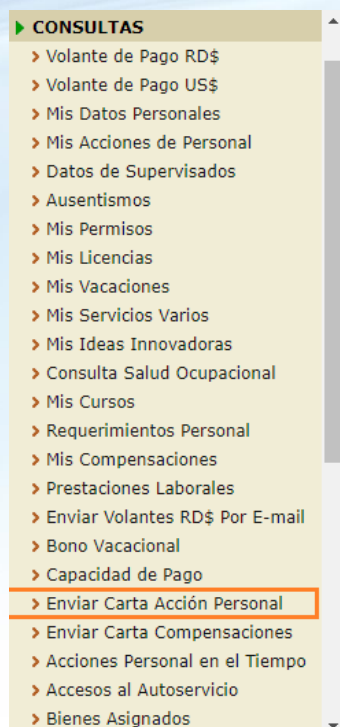 CONSULTAS
Volante de Pago RD$
Volante de Pago US$
Mis Datos Personales
Mis Acciones de Personal
Datos de Supervisados
Ausentismos
Mis Permisos
Mis Licencias
Mis Vacaciones
Mis Servicios Varios
Mis Ideas Innovadoras
Consulta Salud Ocupacional
Mis Cursos
Requerimientos Personal
Mis Compensaciones
Prestaciones Laborales
Enviar Volantes RD$ Por E-mail
Bono Vacacional
Capacidad de Pago
Enviar Carta Acción Personal
Enviar Carta Compensaciones
Acciones Personal en el Tiempo
Accesos al Autoservicio
Bienes Asignados